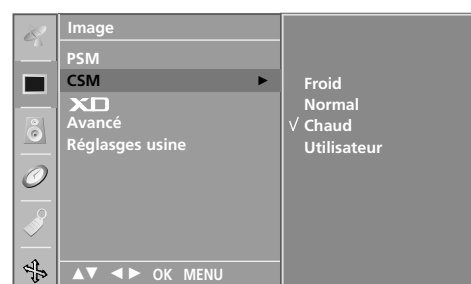 Image
PSM
CSM ►
XD
Avancé
Réglasges usine
▲▼ ◄► OK MENU
Froid
Normal
√ Chaud
Utilisateur